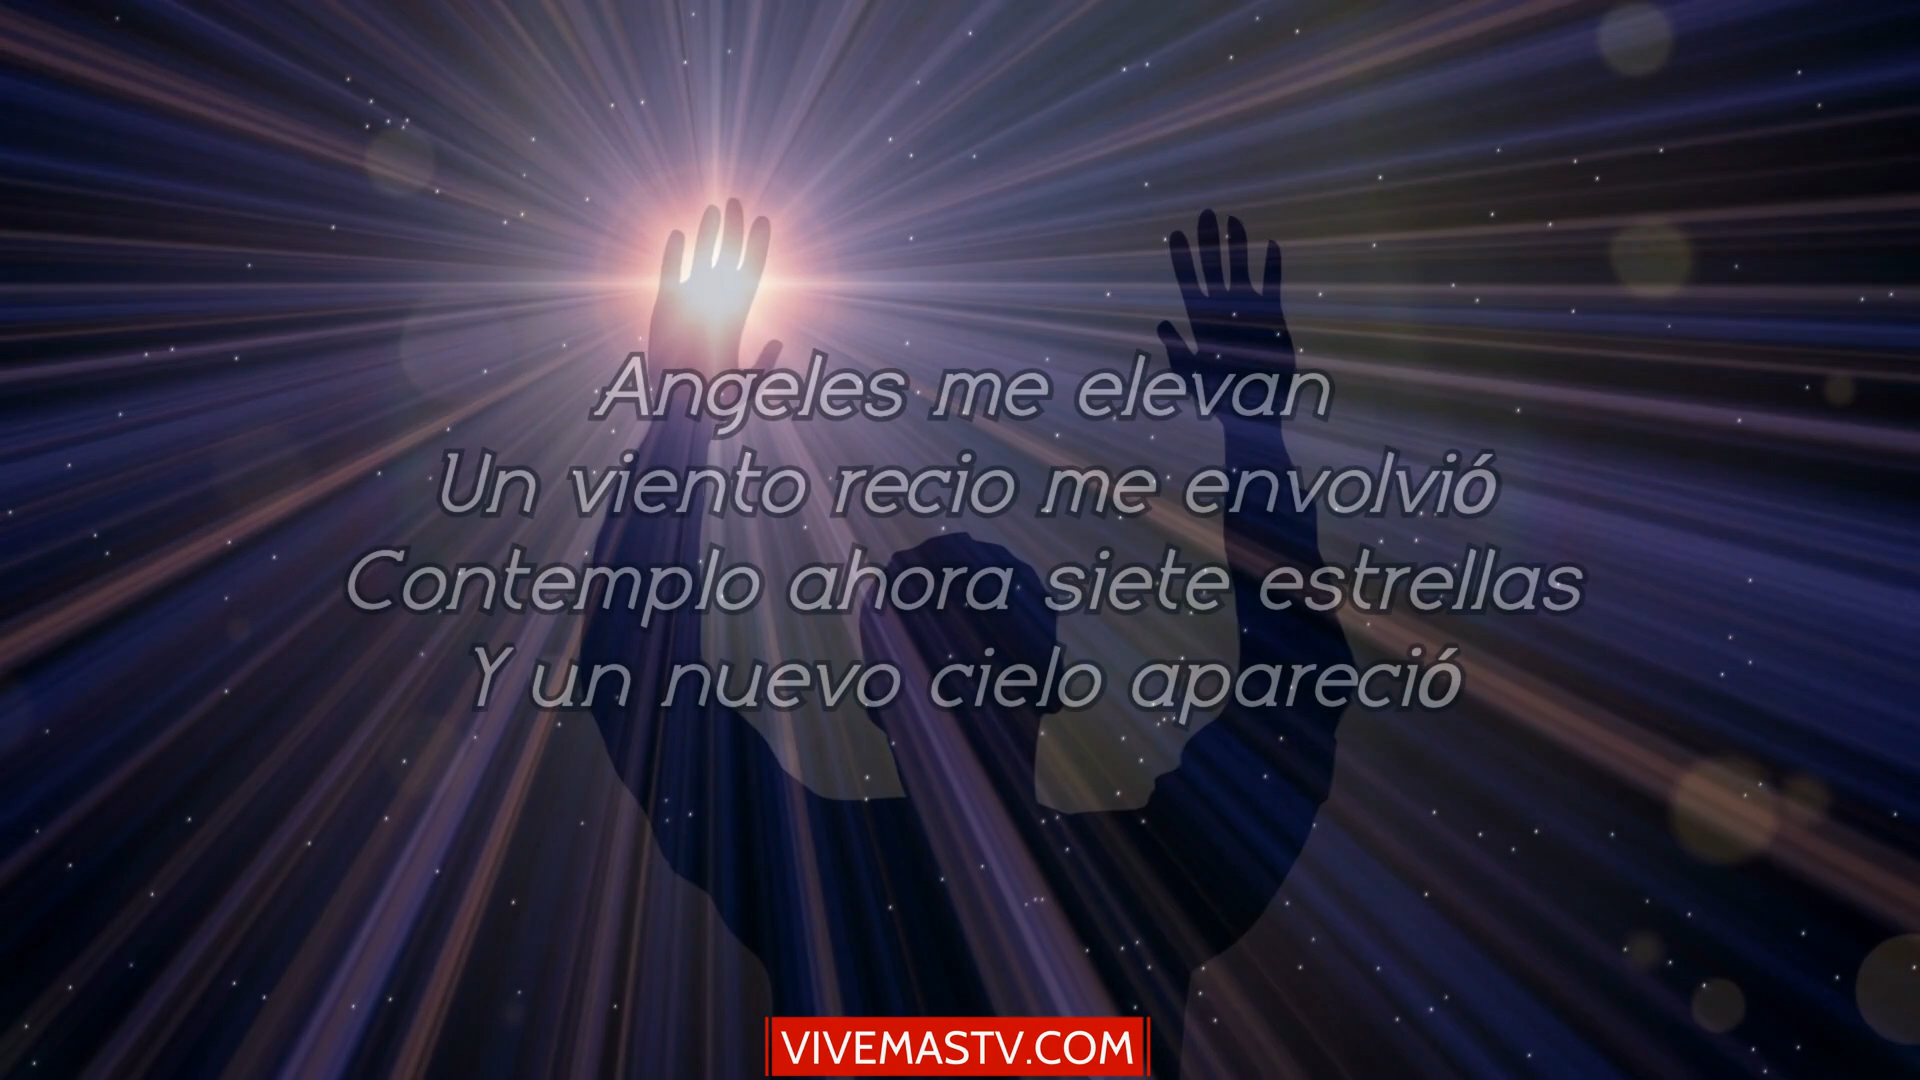 Angeles me elevan
Un viento recio me envolvió
Contemplo ahora siete estrellas
Y un nuevo cielo apareció
VIVEMASTV.COM